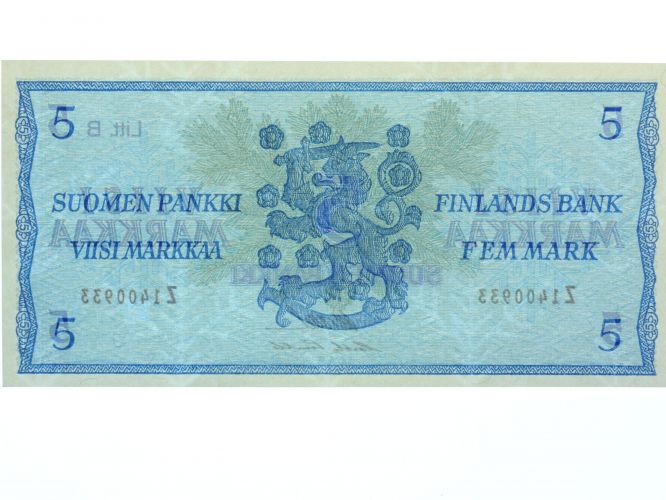 5 5
Litt. B
SUOMEN PANKKI FINLANDS BANK
VIISI MARKKAA FEM MARK
Z1400933 Z1400933
5 5